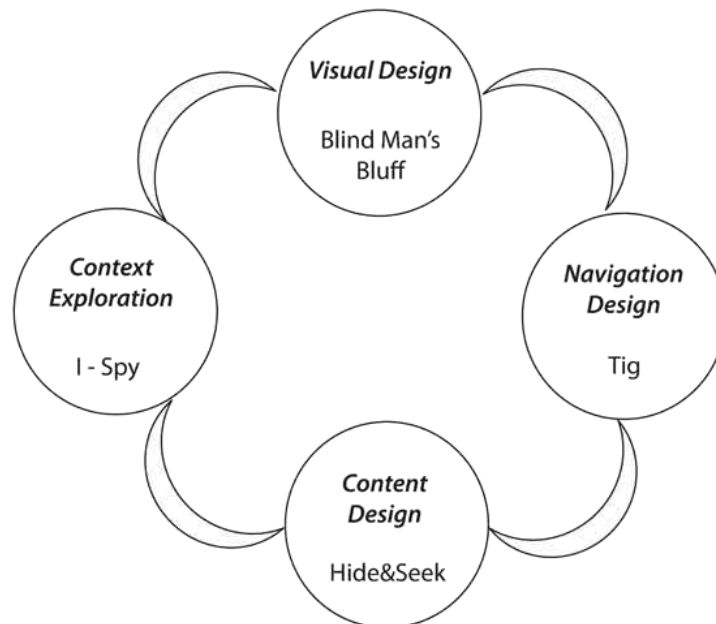 Visual Design
Blind Man's
Bluff
Context
Exploration
I - Spy
Navigation
Design
Tig
Content
Design
Hide&Seek